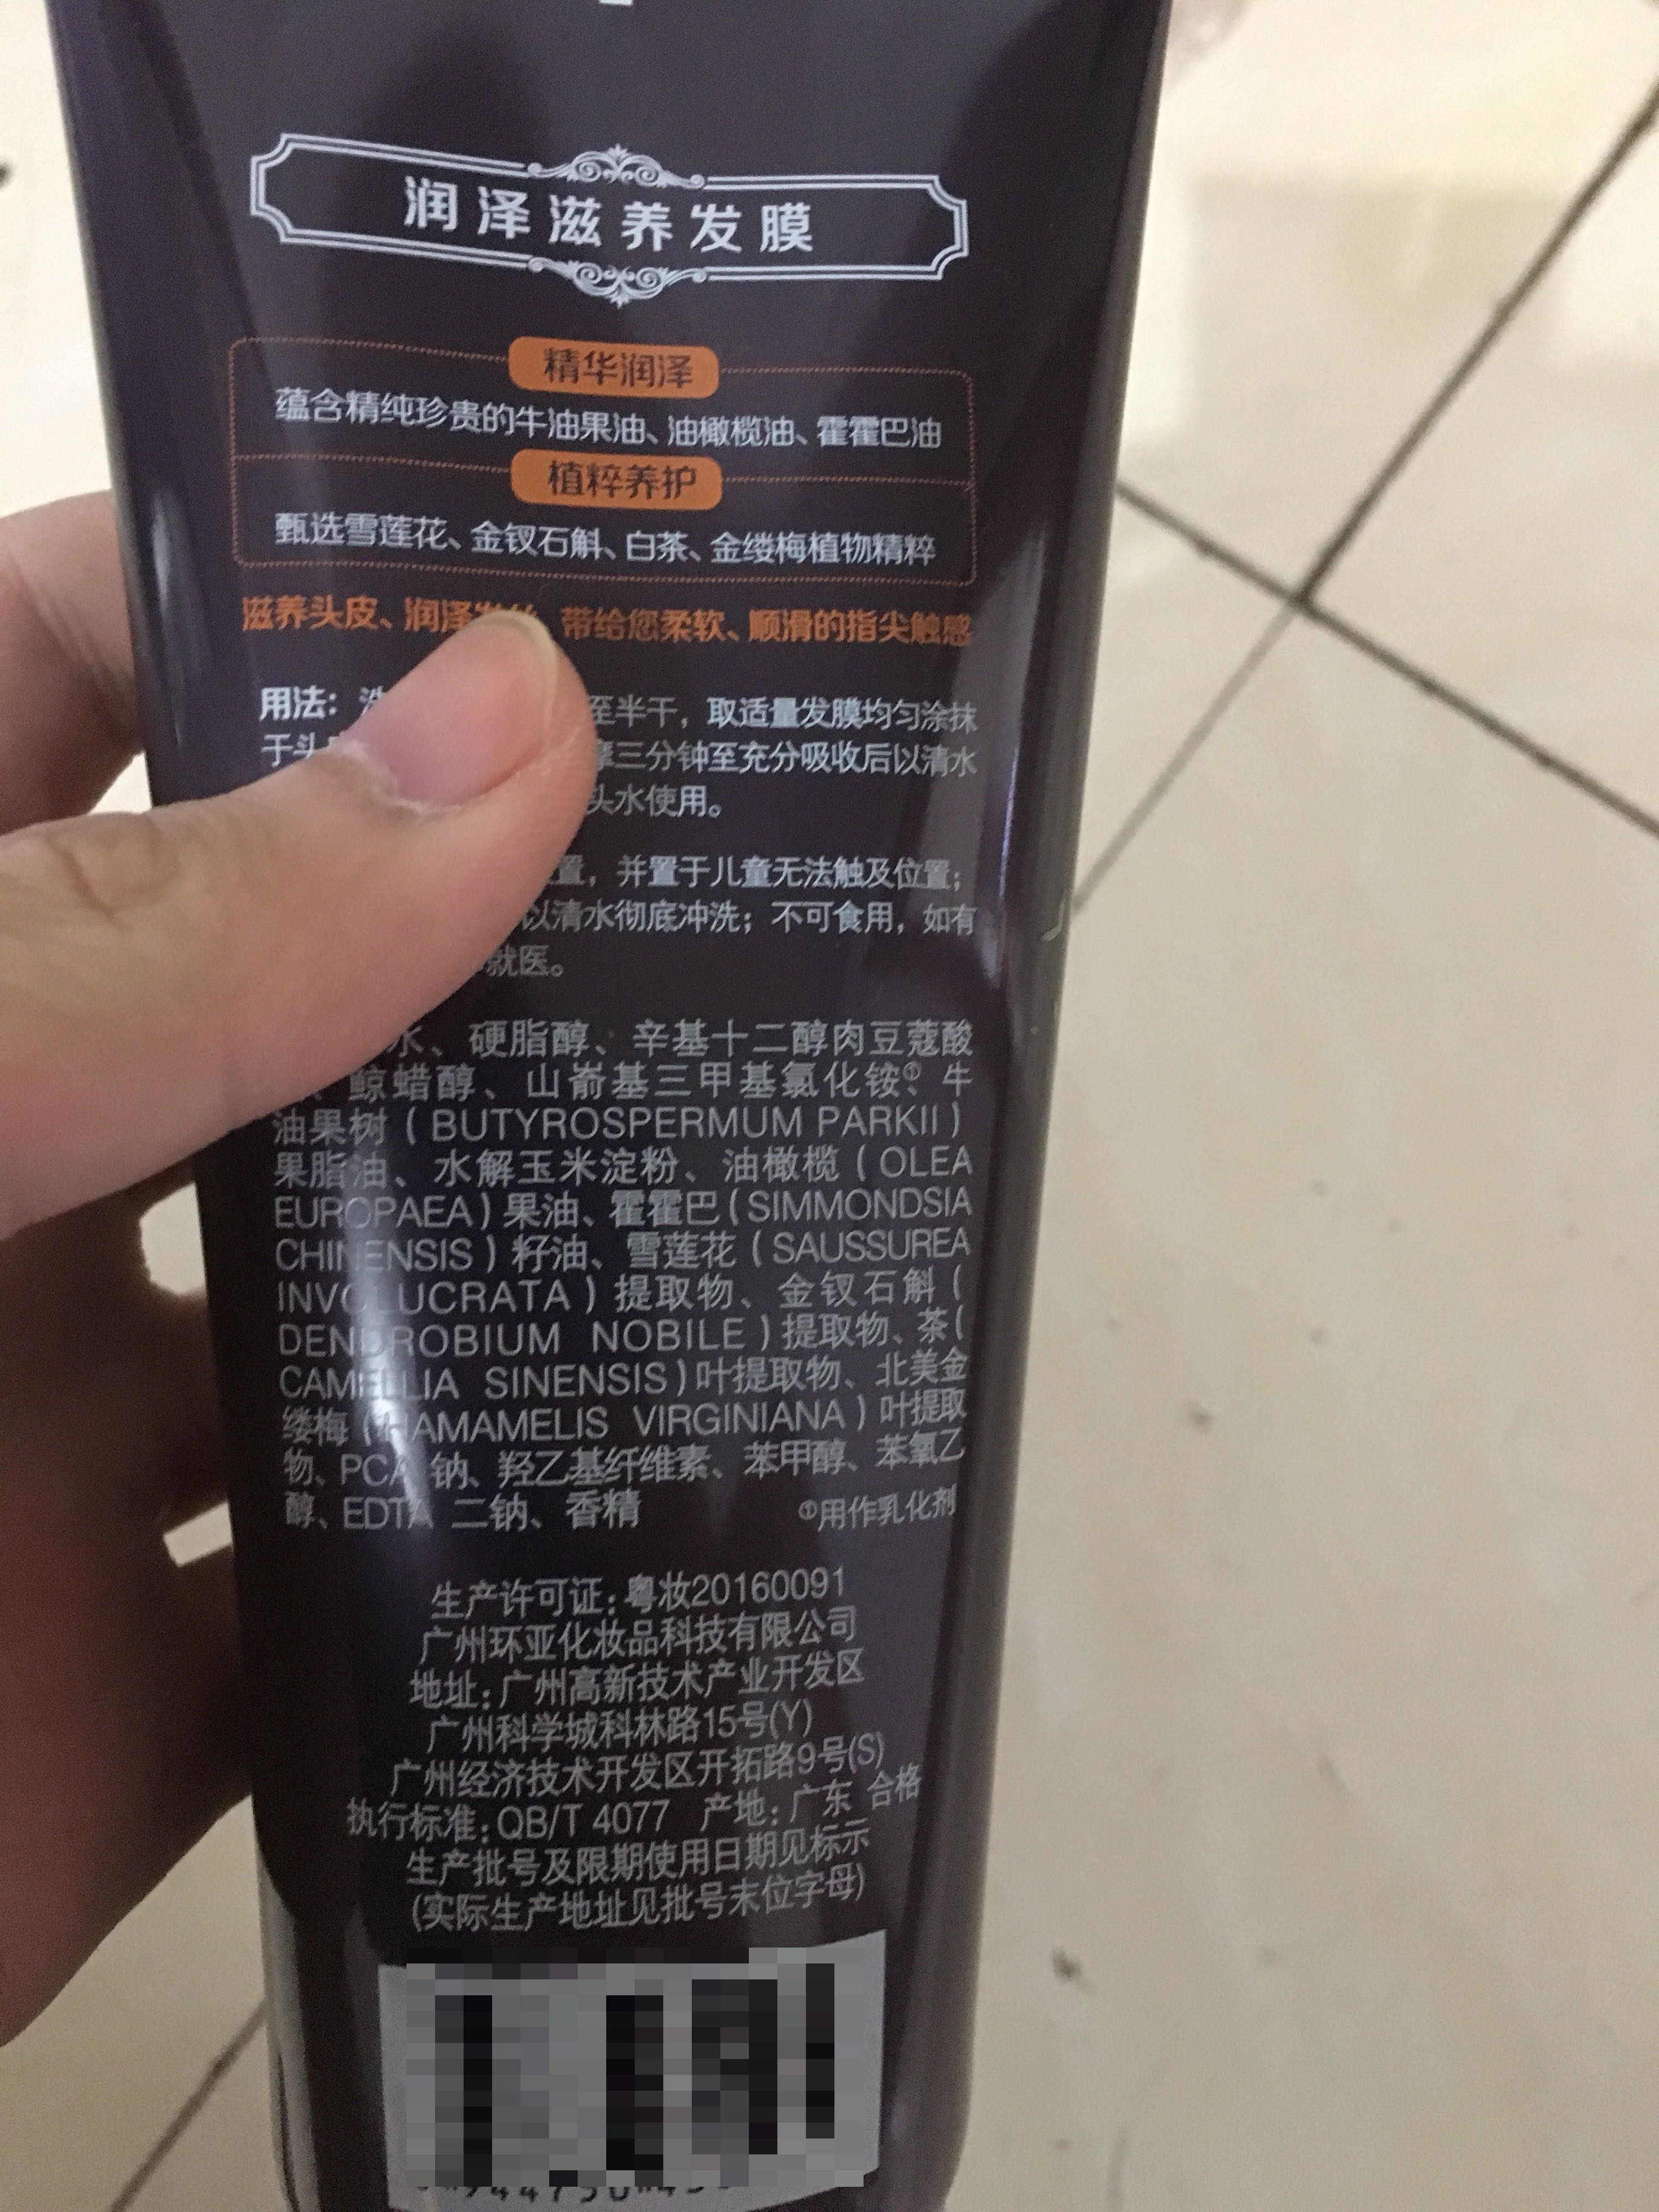 润泽滋养发膜
精华润泽
蕴含精纯珍贵的牛油果油、油橄榄油、霍霍巴油
植粹养护
甄选雪莲花、金钗石斛、白茶、金缕梅植物精粹
滋养头皮、润泽 带给您柔软、顺滑的指尖触感
用法: 至半干，取适量发膜均匀涂抹
于头 三分钟至充分吸收后以清水
头水使用。
置，并置于儿童无法触及位置；
以清水彻底冲洗；不可食用，如有
就医。
水、硬脂醇、辛基十二醇肉豆蔻酸
、鲸蜡醇、山嵛基三甲基氯化铵①、牛
油果树（BUTYROSPERMUM PARKII）
果脂油、水解玉米淀粉、油橄榄（OLEA
EUROPAEA）果油、霍霍巴（SIMMONDSIA
CHINENSIS）籽油、雪莲花（SAUSSUREA
INVOLUCRATA）提取物、金钗石斛（
DENDROBIUM NOBILE）提取物、茶（
CAMELLIA SINENSIS）叶提取物、北美金
缕梅（HAMAMELIS VIRGINIANA）叶提取
物、PCA 钠、羟乙基纤维素、苯甲醇、苯氧乙
醇、EDTA 二钠、香精 ①用作乳化剂
生产许可证：粤妆20160091
广州环亚化妆品科技有限公司
地址：广州高新技术产业开发区
广州科学城科林路15号(Y)
广州经济技术开发区开拓路9号(S)
执行标准：QB/T 4077 产地：广东 合格
生产批号及限期使用日期见标示
(实际生产地址见批号末位字母)